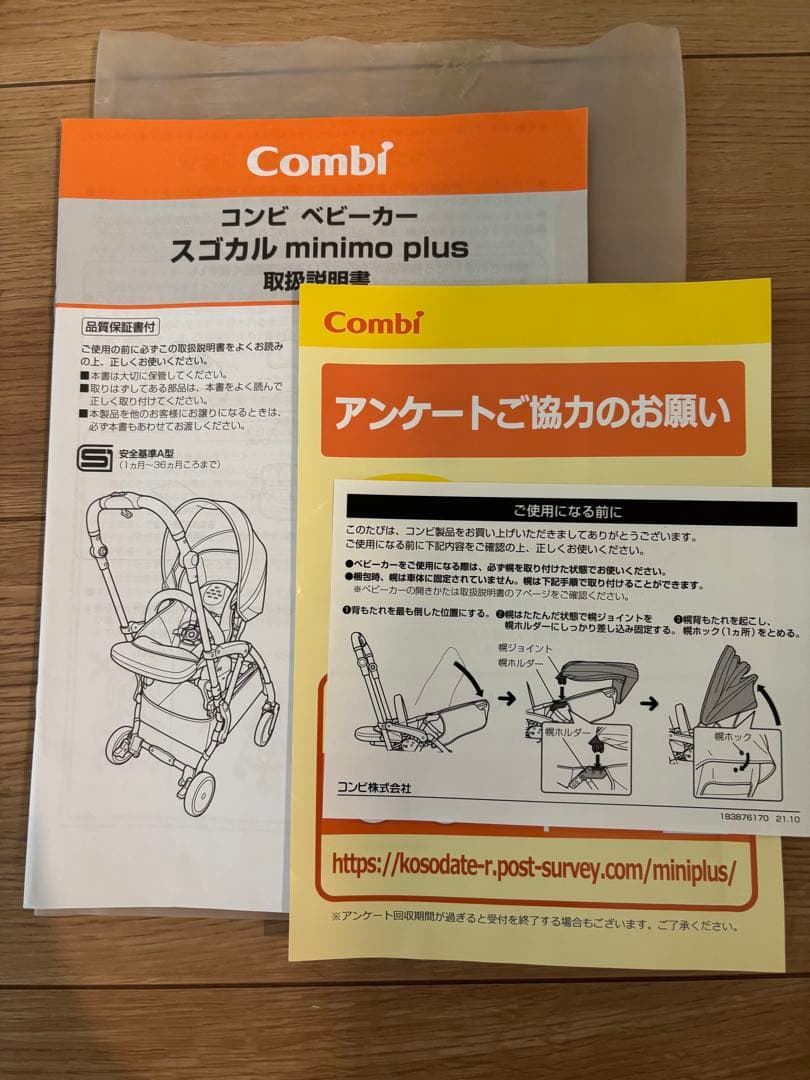 Combi
コンビ ベビーカー
スゴカル minimo plus
取扱説明書
品質保証書付
ご使用の前に必ずこの取扱説明書をよくお読み
の上、正しくお使いください。
■本書は大切に保管してください。
■取りはずしてある部品は、本書をよく読んで
正しく取り付けてください。
■本製品を他のお客様にお譲りになるときは、
必ず本書もあわせてお渡しください。
安全基準A型
(1ヵ月〜36ヵ月ころまで)
Combi
アンケートご協力のお願い
ご使用になる前に
このたびは、コンビ製品をお買い上げいただきましてありがとうございます。
ご使用になる前に下記内容をご確認の上、正しくお使いください。
●ベビーカーをご使用になる際は、必ず幌を取り付けた状態でお使いください。
●梱包時、幌は車体に固定されていません。幌は下記手順で取り付けることができます。
※ベビーカーの開きかたは取扱説明書の7ページをご確認ください。
❶背もたれを最も倒した位置にする。
❷幌はたたんだ状態で幌ジョイントを
幌ホルダーにしっかり差し込み固定する。
❸幌背もたれを起こし、
幌ホック(1ヵ所)をとめる。
幌ジョイント
幌ホルダー
幌ホルダー
幌ホック
コンビ株式会社
183876170 21.10
https://kosodate-r.post-survey.com/miniplus/
※アンケート回収期間が過ぎると受付を終了する場合もございます。ご了承ください。